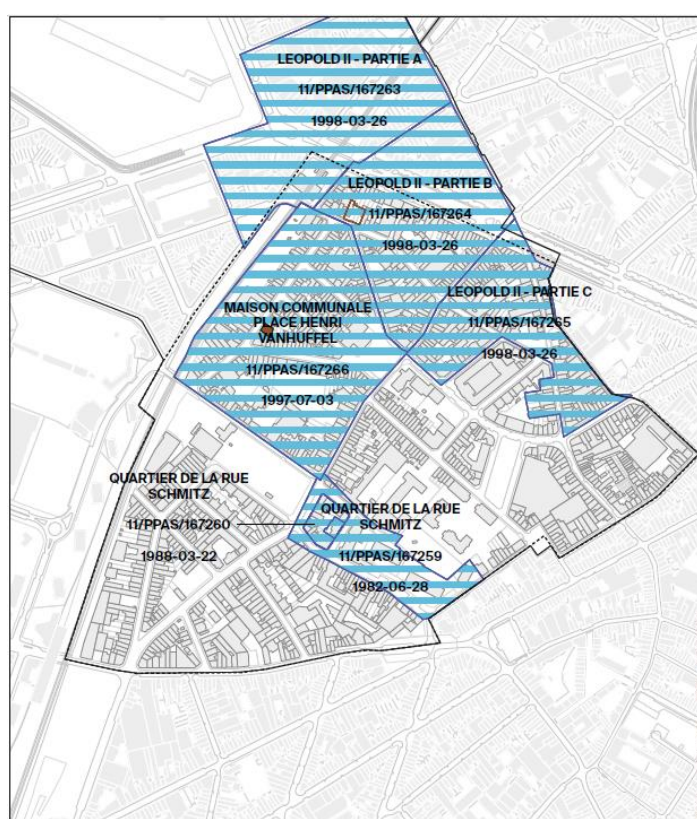 LEOPOLD II - PARTIE A
11/PPAS/167263
1998-03-26
LEOPOLD II - PARTIE B
11/PPAS/167264
1998-03-26
LEOPOLD II - PARTIE C
11/PPAS/167265
1998-03-26
MAISON COMMUNALE
PLACE HENRI
VANHUFFEL
11/PPAS/167266
1997-07-03
QUARTIER DE LA RUE
SCHMITZ
11/PPAS/167260
1988-03-22
QUARTIER DE LA RUE
SCHMITZ
11/PPAS/167259
1982-06-28